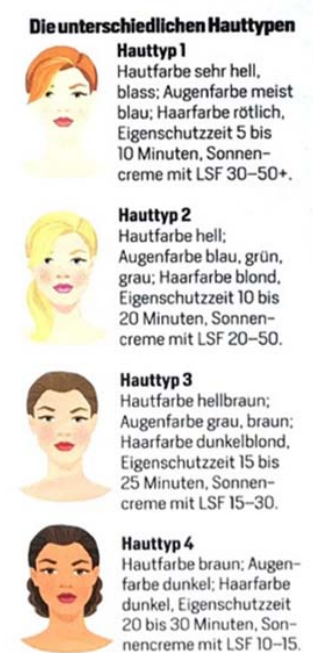 Die unterschiedlichen Hauttypen
Hauttyp 1
Hautfarbe sehr hell,
blass; Augenfarbe meist
blau; Haarfarbe rötlich,
Eigenschutzzeit 5 bis
10 Minuten, Sonnen-
creme mit LSF 30–50+.
Hauttyp 2
Hautfarbe hell;
Augenfarbe blau, grün,
grau; Haarfarbe blond,
Eigenschutzzeit 10 bis
20 Minuten, Sonnen-
creme mit LSF 20–50.
Hauttyp 3
Hautfarbe hellbraun;
Augenfarbe grau, braun;
Haarfarbe dunkelblond,
Eigenschutzzeit 15 bis
25 Minuten, Sonnen-
creme mit LSF 15–30.
Hauttyp 4
Hautfarbe braun; Augen-
farbe dunkel; Haarfarbe
dunkel, Eigenschutzzeit
20 bis 30 Minuten, Son-
nencreme mit LSF 10–15.